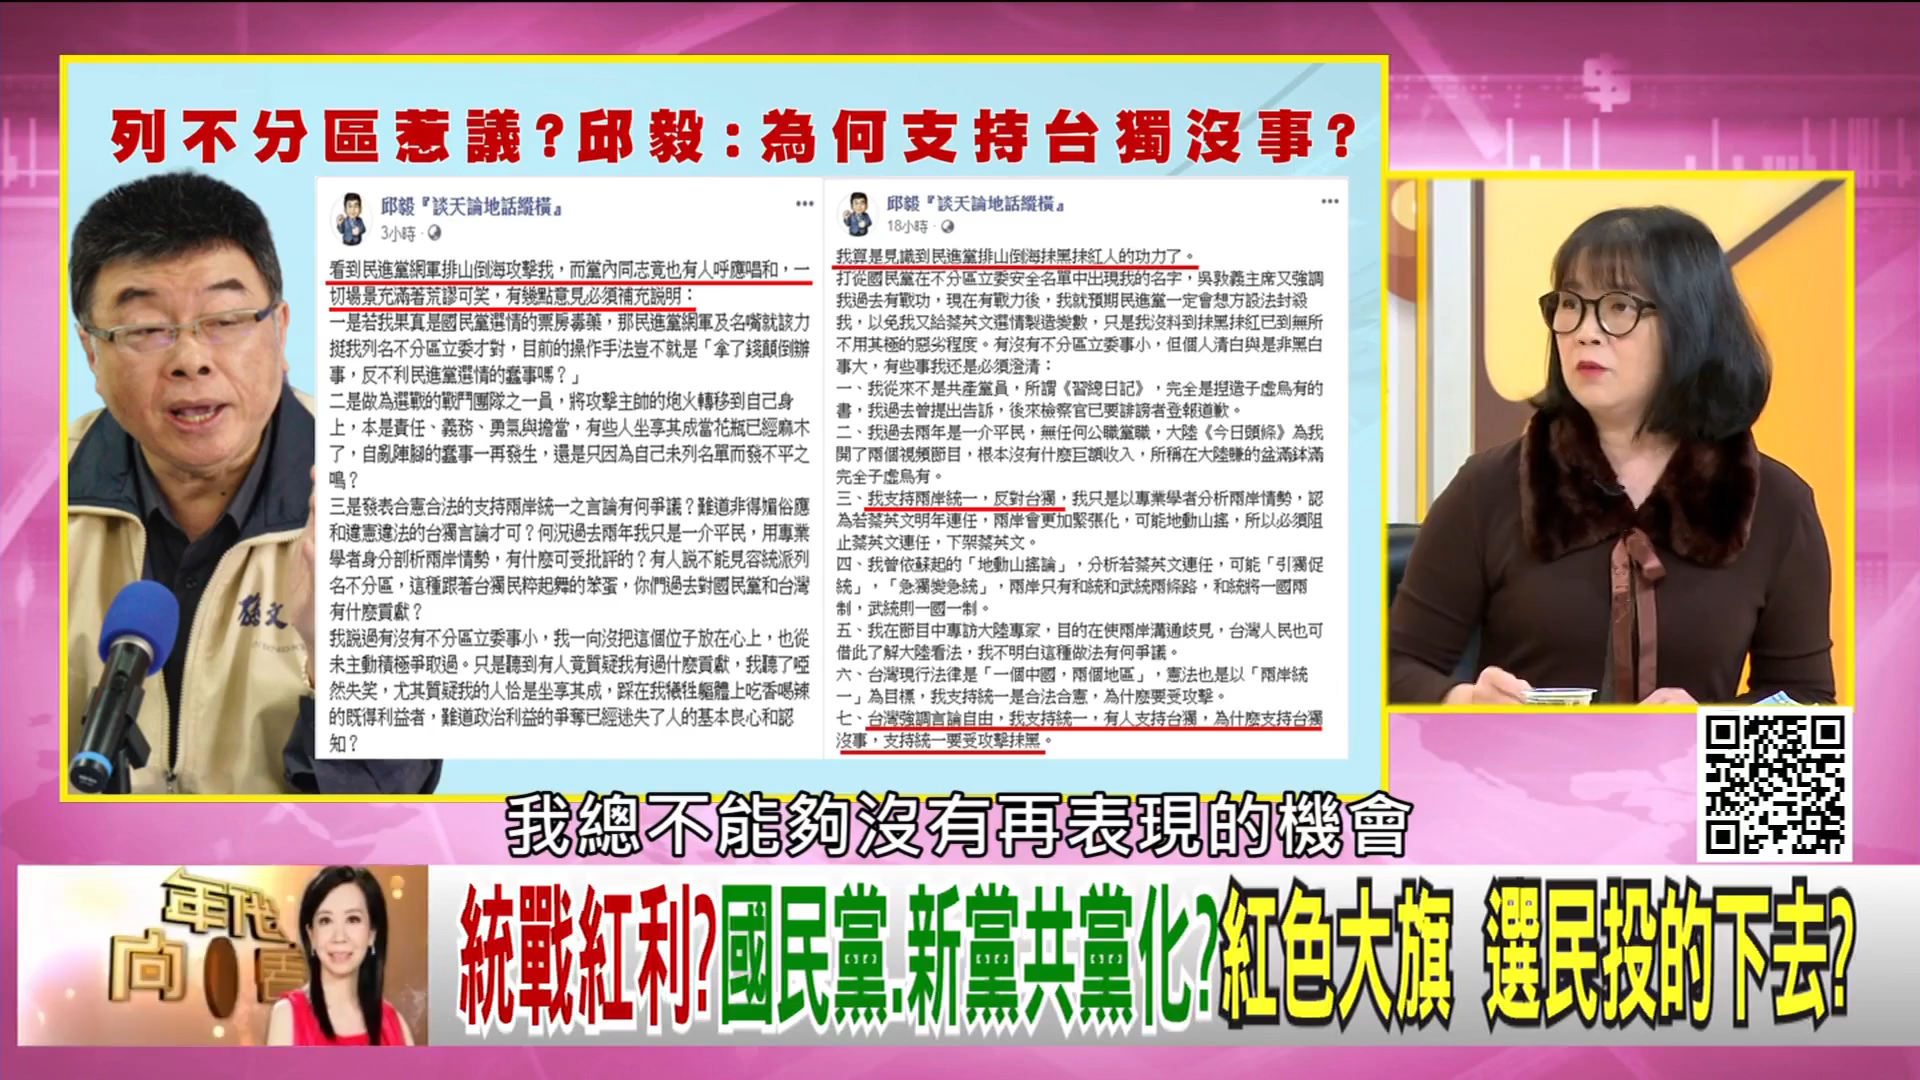 列不分區惹議?邱毅:為何支持台獨沒事?
邱毅『談天論地話縱橫』
3小時
看到民進黨網軍排山倒海攻擊我，而黨內同志竟也有人呼應唱和，一
切場景充滿著荒謬可笑，有幾點意見必須補充說明：
一是若我果真是國民黨選情的票房毒藥，那民進黨網軍及名嘴就該力
挺我列名不分區立委才對，目前的操作手法豈不就是「拿了錢顛倒辦
事，反不利民進黨選情的蠢事嗎？」
二是做為選戰的戰鬥團隊之一員，將攻擊主帥的炮火轉移到自己身
上，本是責任、義務、勇氣與擔當，有些人坐享其成當花瓶已經麻木
了，自亂陣腳的蠢事一再發生，還是只因為自己未列名單而發不平之
鳴？
三是發表合憲合法的支持兩岸統一之言論有何爭議？難道非得媚俗應
和違憲違法的台獨言論才可？何況過去兩年我只是一介平民，用專業
學者身分剖析兩岸情勢，有什麼可受批評的？有人說不能見容統派列
名不分區，這種跟著台獨民粹起舞的笨蛋，你們過去對國民黨和台灣
有什麼貢獻？
我說過有沒有不分區立委事小，我一向沒把這個位子放在心上，也從
未主動積極爭取過。只是聽到有人竟質疑我有過什麼貢獻，我聽了啞
然失笑，尤其質疑我的人恰是坐享其成，踩在我犧牲軀體上吃香喝辣
的既得利益者，難道政治利益的爭奪已經迷失了人的基本良心和認
知？
邱毅『談天論地話縱橫』
18小時
我算是見識到民進黨排山倒海抹黑抹紅人的功力了。
打從國民黨在不分區立委安全名單中出現我的名字，吳敦義主席又強調
我過去有戰功，現在有戰力後，我就預期民進黨一定會想方設法封殺
我，以免我又給蔡英文選情製造變數，只是我沒料到抹黑抹紅已到無所
不用其極的惡劣程度。有沒有不分區立委事小，但個人清白與是非黑白
事大，有些事我还是必須澄清：
一、我從來不是共產黨員，所謂《習總日記》，完全是捏造子虛烏有的
書，我過去曾提出告訴，後來檢察官已要誹謗者登報道歉。
二、我過去兩年是一介平民，無任何公職黨職，大陸《今日頭條》為我
開了兩個視頻節目，根本沒有什麼巨額收入，所稱在大陸賺的盆滿鉢滿
完全子虛烏有。
三、我支持兩岸統一，反對台獨，我只是以專業學者分析兩岸情勢，認
為若蔡英文明年連任，兩岸會更加緊張化，可能地動山搖，所以必須阻
止蔡英文連任，下架蔡英文。
四、我曾依蘇起的「地動山搖論」，分析若蔡英文連任，可能「引獨促
統」，「急獨變急統」，兩岸只有和統和武統兩條路，和統將一國兩
制，武統則一國一制。
五、我在節目中專訪大陸專家，目的在使兩岸溝通歧見，台灣人民也可
借此了解大陸看法，我不明白這種做法有何爭議。
六、台灣現行法律是「一個中國，兩個地區」，憲法也是以「兩岸統
一」為目標，我支持統一是合法合憲，為什麼要受攻擊。
七、台灣強調言論自由，我支持統一，有人支持台獨，為什麼支持台獨
沒事，支持統一要受攻擊抹黑。
孫文
我總不能夠沒有再表現的機會
年代
向
統戰紅利?國民黨.新黨共黨化?紅色大旗 選民投的下去?